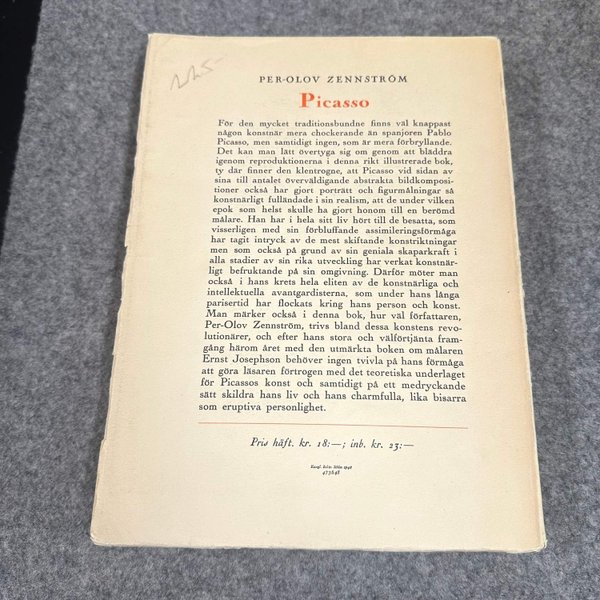 PER-OLOV ZENNSTRÖM
Picasso
För den mycket traditionsbundne finns väl knappast
någon konstnär mera chockerande än spanjoren Pablo
Picasso, men samtidigt ingen, som är mera förbryllande.
Det kan man lätt övertyga sig om genom att bläddra
igenom reproduktionerna i denna rikt illustrerade bok,
ty där finner den klentrogne, att Picasso vid sidan av
sina till antalet överväldigande abstrakta bildkomposi-
tioner också har gjort porträtt och figurmålningar så
konstnärligt fulländade i sin realism, att de under vilken
epok som helst skulle ha gjort honom till en berömd
målare. Han har i hela sitt liv hört till de besatta, som
visserligen med sin förbluffande assimileringsförmåga
har tagit intryck av de mest skiftande konstriktningar
men som också på grund av sin geniala skaparkraft i
alla stadier av sin rika utveckling har verkat konstnär-
ligt befruktande på sin omgivning. Därför möter man
också i hans krets hela eliten av de konstnärliga och
intellektuella avantgardisterna, som under hans långa
parisertid har flockats kring hans person och konst.
Man märker också i denna bok, hur väl författaren,
Per-Olov Zennström, trivs bland dessa konstens revo-
lutionärer, och efter hans stora och välförtjänta fram-
gång härom året med den utmärkta boken om målaren
Ernst Josephson behöver ingen tvivla på hans förmåga
att göra läsaren förtrogen med det teoretiska underlaget
för Picassos konst och samtidigt på ett medryckande
sätt skildra hans liv och hans charmfulla, lika bisarra
som eruptiva personlighet.
Pris häft. kr. 18:—; inb. kr. 23:—